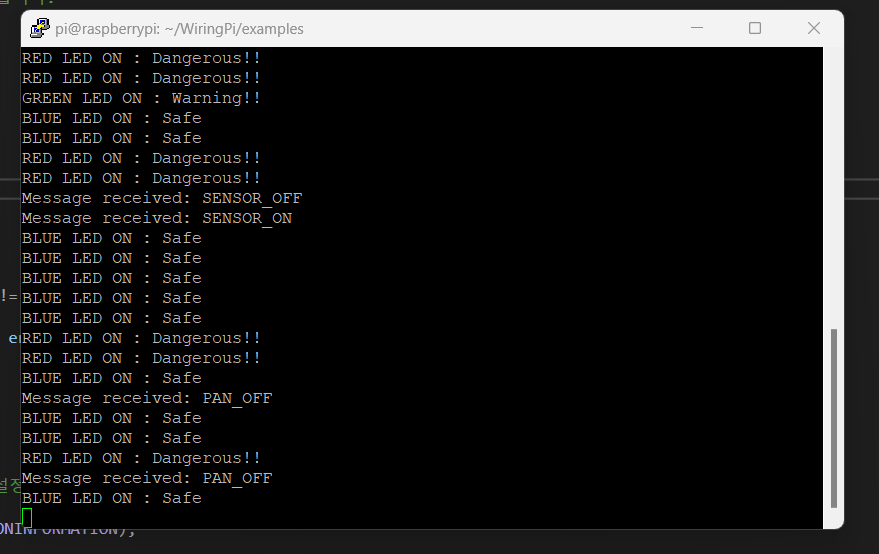 pi@raspberrypi: ~/WiringPi/examples
RED LED ON : Dangerous!!
RED LED ON : Dangerous!!
GREEN LED ON : Warning!!
BLUE LED ON : Safe
BLUE LED ON : Safe
RED LED ON : Dangerous!!
RED LED ON : Dangerous!!
Message received: SENSOR_OFF
Message received: SENSOR_ON
BLUE LED ON : Safe
BLUE LED ON : Safe
BLUE LED ON : Safe
!=
BLUE LED ON : Safe
BLUE LED ON : Safe
RED LED ON : Dangerous!!
RED LED ON : Dangerous!!
BLUE LED ON : Safe
Message received: PAN_OFF
BLUE LED ON : Safe
BLUE LED ON : Safe
RED LED ON : Dangerous!!
Message received: PAN_OFF
BLUE LED ON : Safe